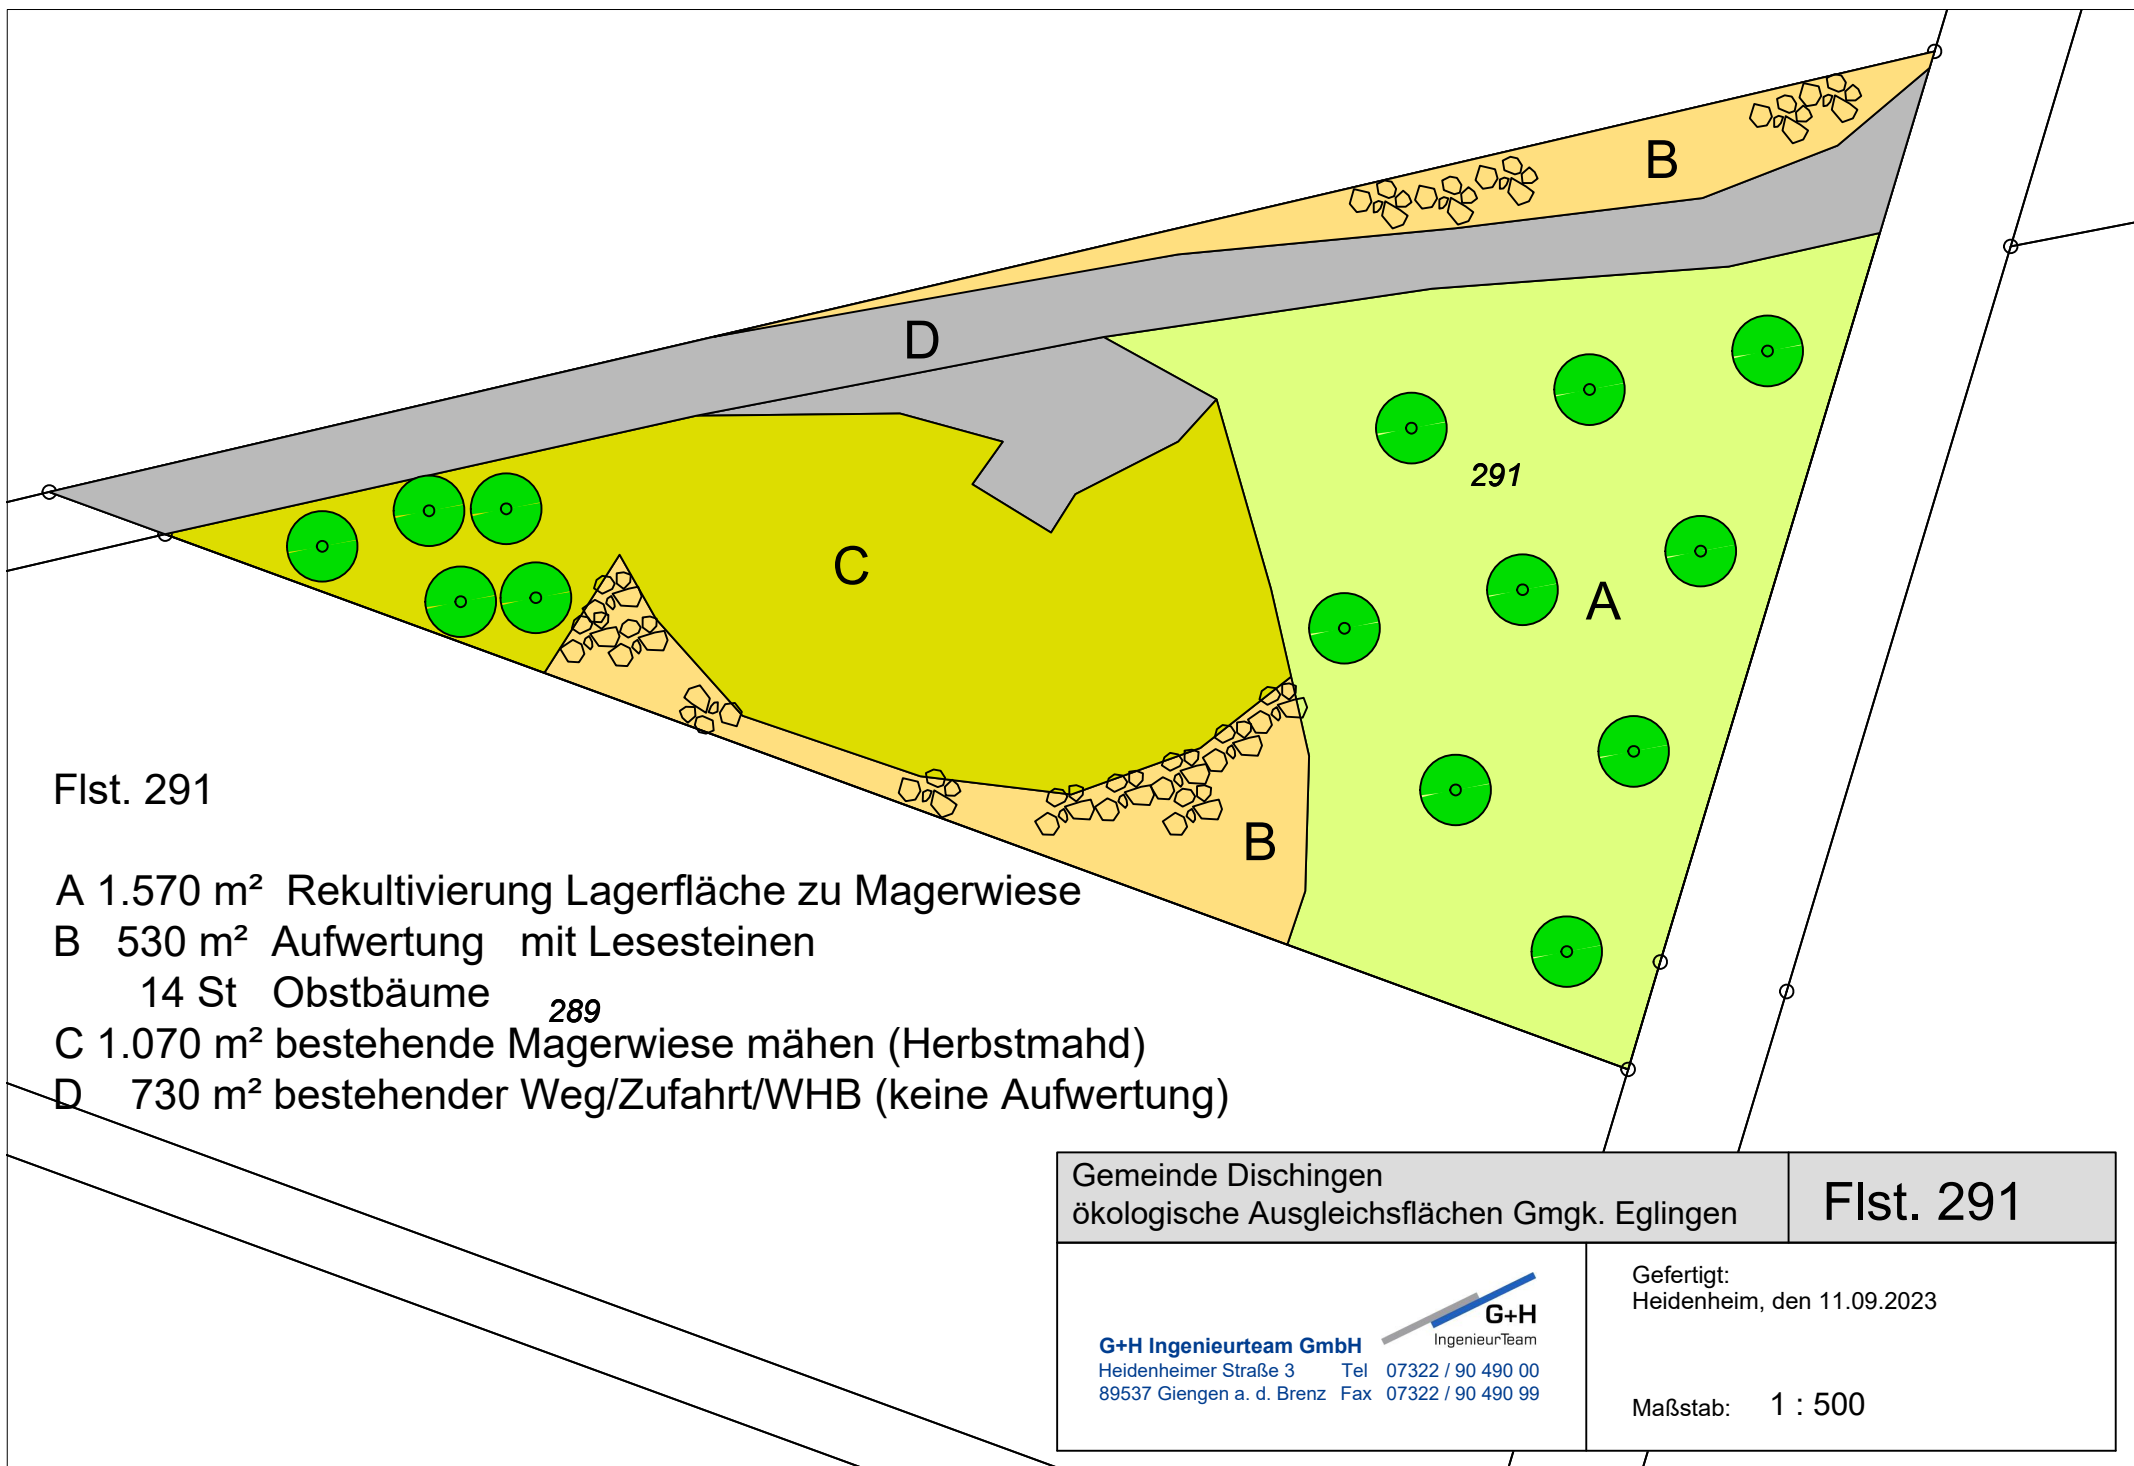 B
D
291
C
A
B
Flst. 291
A 1.570 m² Rekultivierung Lagerfläche zu Magerwiese
B 530 m² Aufwertung mit Lesesteinen
14 St Obstbäume
289
C 1.070 m² bestehende Magerwiese mähen (Herbstmahd)
D 730 m² bestehender Weg/Zufahrt/WHB (keine Aufwertung)
Gemeinde Dischingen
ökologische Ausgleichsflächen Gmgk. Eglingen
Flst. 291
G+H
IngenieurTeam
G+H Ingenieurteam GmbH
Heidenheimer Straße 3 Tel 07322 / 90 490 00
89537 Giengen a. d. Brenz Fax 07322 / 90 490 99
Gefertigt:
Heidenheim, den 11.09.2023
Maßstab: 1 : 500